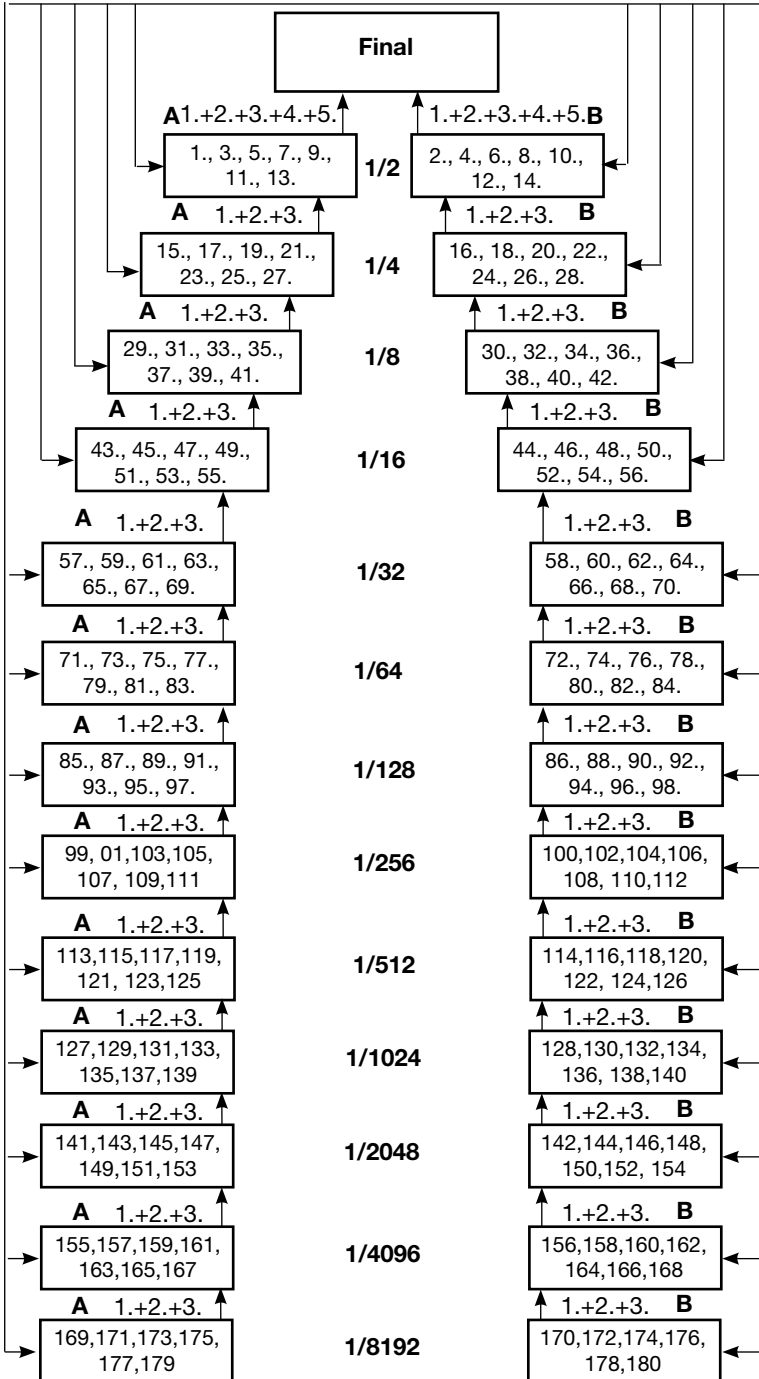 Final
A1.+2.+3.+4.+5. 1.+2.+3.+4.+5.B
1., 3., 5., 7., 9.,
11., 13.
1/2
2., 4., 6., 8., 10.,
12., 14.
A 1.+2.+3. 1.+2.+3. B
15., 17., 19., 21.,
23., 25., 27.
1/4
16., 18., 20., 22.,
24., 26., 28.
A 1.+2.+3. 1.+2.+3. B
29., 31., 33., 35.,
37., 39., 41.
1/8
30., 32., 34., 36.,
38., 40., 42.
A 1.+2.+3. 1.+2.+3. B
43., 45., 47., 49.,
51., 53., 55.
1/16
44., 46., 48., 50.,
52., 54., 56.
A 1.+2.+3. 1.+2.+3. B
57., 59., 61., 63.,
65., 67., 69.
1/32
58., 60., 62., 64.,
66., 68., 70.
A 1.+2.+3. 1.+2.+3. B
71., 73., 75., 77.,
79., 81., 83.
1/64
72., 74., 76., 78.,
80., 82., 84.
A 1.+2.+3. 1.+2.+3. B
85., 87., 89., 91.,
93., 95., 97.
1/128
86., 88., 90., 92.,
94., 96., 98.
A 1.+2.+3. 1.+2.+3. B
99, 01,103,105,
107, 109,111
1/256
100,102,104,106,
108, 110,112
A 1.+2.+3. 1.+2.+3. B
113,115,117,119,
121, 123,125
1/512
114,116,118,120,
122, 124,126
A 1.+2.+3. 1.+2.+3. B
127,129,131,133,
135,137,139
1/1024
128,130,132,134,
136, 138,140
A 1.+2.+3. 1.+2.+3. B
141,143,145,147,
149,151,153
1/2048
142,144,146,148,
150,152, 154
A 1.+2.+3. 1.+2.+3. B
155,157,159,161,
163,165,167
1/4096
156,158,160,162,
164,166,168
A 1.+2.+3. 1.+2.+3. B
169,171,173,175,
177,179
1/8192
170,172,174,176,
178,180